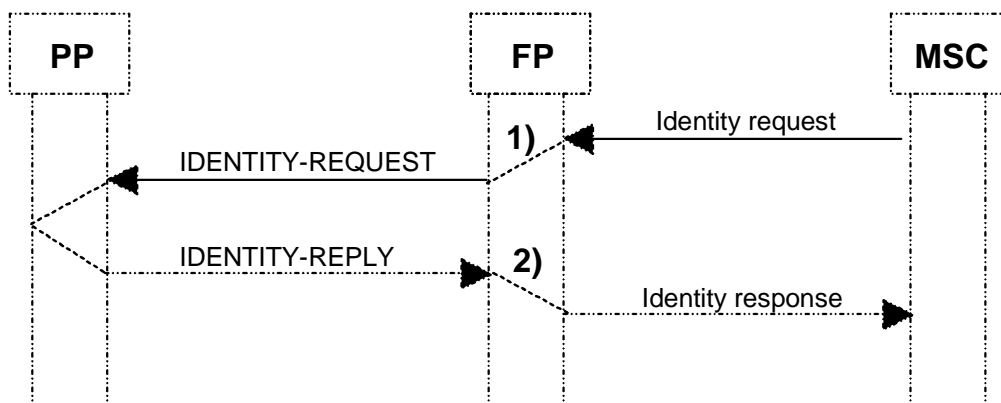 PP
FP
MSC
Identity request
1)
IDENTITY-REQUEST
IDENTITY-REPLY
2)
Identity response